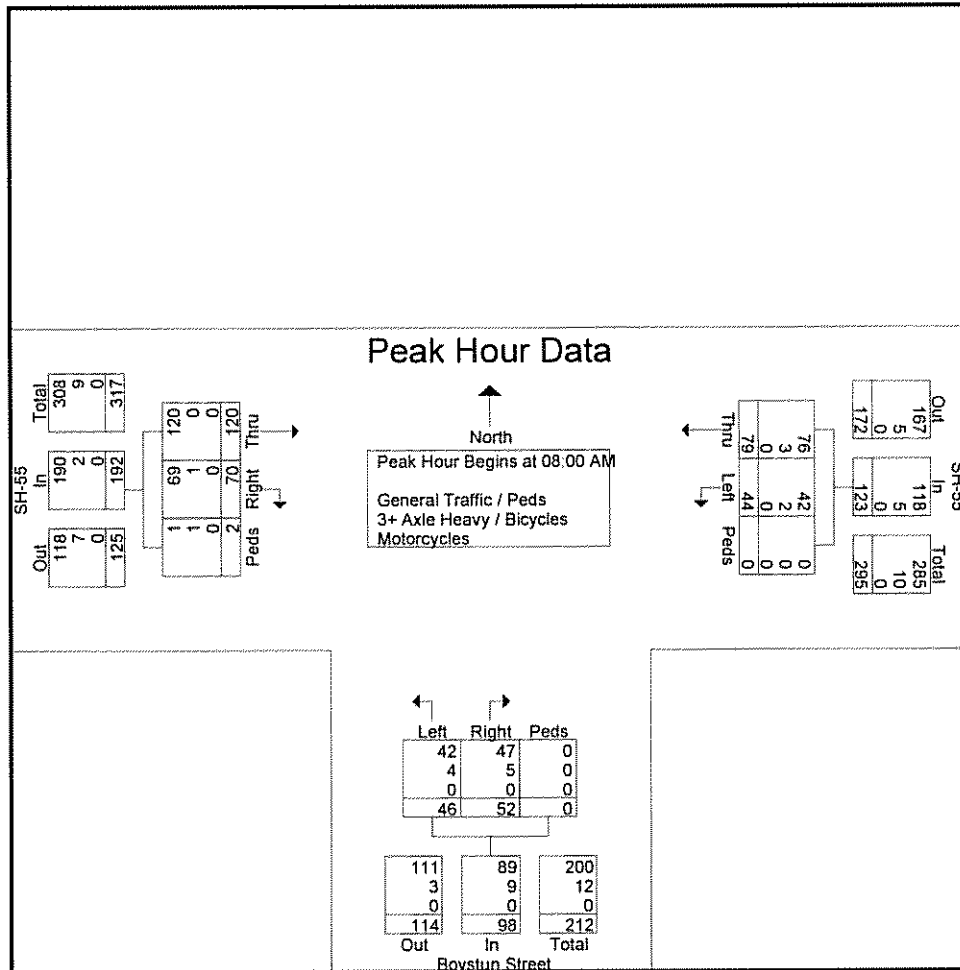 Peak Hour Data
North
Peak Hour Begins at 08:00 AM
General Traffic / Peds
3+ Axle Heavy / Bicycles
Motorcycles
SH-55
Total
308 9 0 317
In
190 2 0 192
Out
118 7 0 125
Thru
120 0 0 120
Right
69 1 0 70
Peds
1 1 0 2
SH-55
Out
167 5 0 172
In
118 5 0 123
Total
285 10 0 295
Thru
76 3 0 79
Left
42 2 0 44
Peds
0 0 0 0
Left Right Peds
42 47 0
4 5 0
0 0 0
46 52 0
111 89 200
3 9 12
0 0 0
114 98 212
Out In Total
Boystun Street